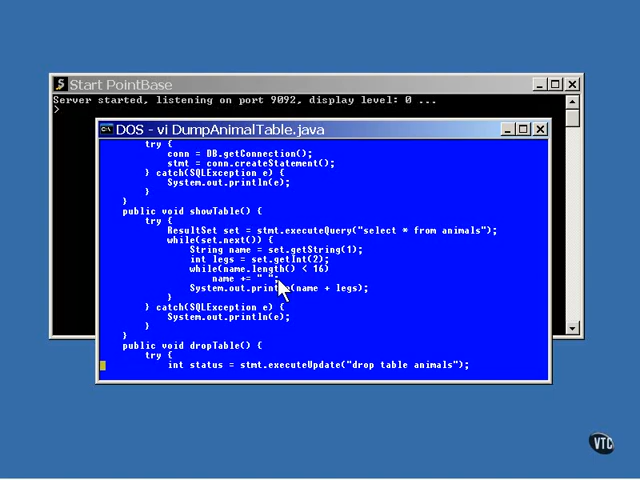 Start PointBase
Server started, listening on port 9092, display level: 0 ...
>
DOS - vi DumpAnimalTable.java
try {
conn = DB.getConnection();
stmt = conn.createStatement();
} catch(SQLException e) {
System.out.println(e);
}
}
public void showTable() {
try {
ResultSet set = stmt.executeQuery("select * from animals");
while(set.next()) {
String name = set.getString(1);
int legs = set.getInt(2);
while(name.length() < 16)
name += " ";
System.out.println(name + legs);
}
} catch(SQLException e) {
System.out.println(e);
}
}
public void dropTable() {
try {
int status = stmt.executeUpdate("drop table animals");
VTC